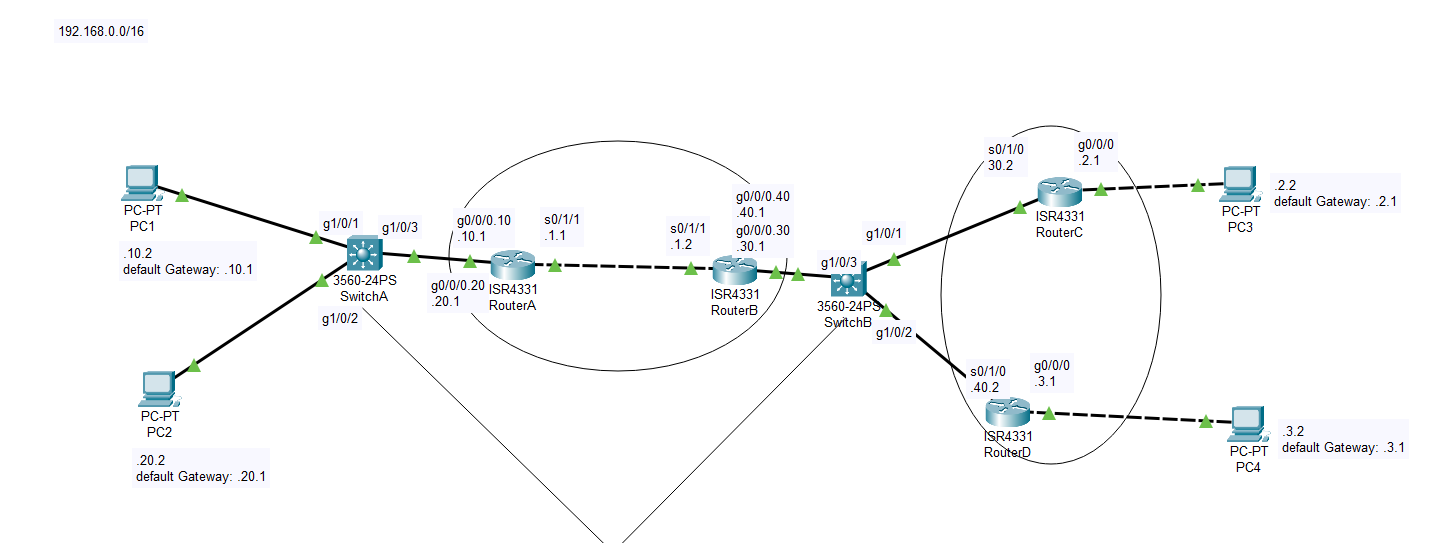 192.168.0.0/16
PC-PT
PC1
.10.2
default Gateway: .10.1
PC-PT
PC2
.20.2
default Gateway: .20.1
g1/0/1
g1/0/3
3560-24PS
SwitchA
g1/0/2
g0/0/0.10
.10.1
g0/0/0.20
.20.1
ISR4331
RouterA
s0/1/1
.1.1
s0/1/1
.1.2
g0/0/0.40
.40.1
g0/0/0.30
.30.1
ISR4331
RouterB
g1/0/3
g1/0/1
3560-24PS
SwitchB
g1/0/2
s0/1/0
30.2
g0/0/0
.2.1
ISR4331
RouterC
PC-PT
PC3
.2.2
default Gateway: .2.1
s0/1/0
.40.2
g0/0/0
.3.1
ISR4331
RouterD
PC-PT
PC4
.3.2
default Gateway: .3.1